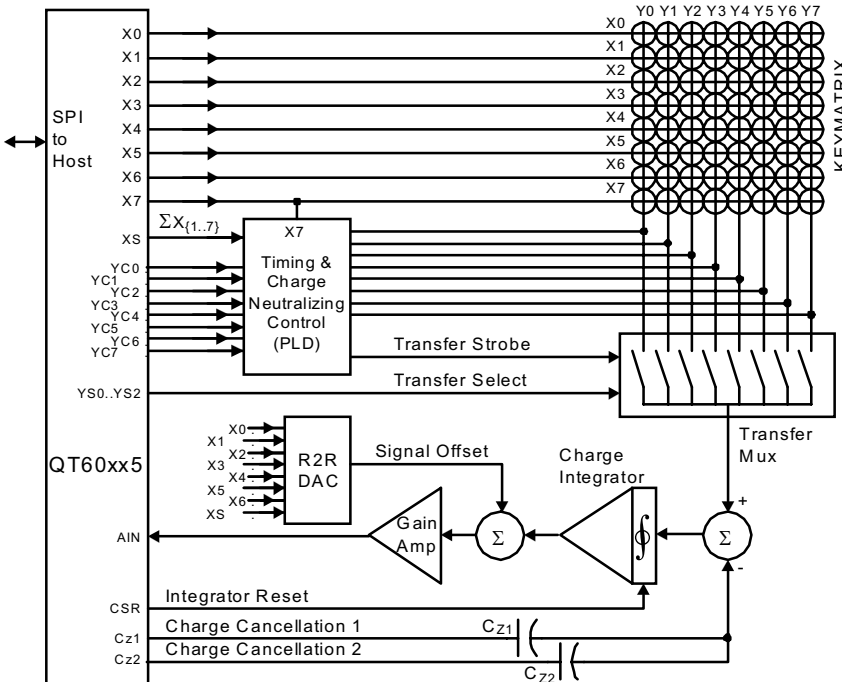 Y0 Y1 Y2 Y3 Y4 Y5 Y6 Y7
X0 X0
X1 X1
X2 X2
X3 X3
X4 X4
X5 X5
X6 X6
X7 X7
KEYMATRIX
SPI
to
Host
ΣX{1..7}
XS
X7
YC0
YC1
YC2
YC3
YC4
YC5
YC6
YC7
Timing &
Charge
Neutralizing
Control
(PLD)
Transfer Strobe
YS0..YS2
Transfer Select
Transfer
Mux
QT60xx5
X0
X1
X2
X3
X4
X5
X6
XS
R2R
DAC
Signal Offset
Charge
Integrator
AIN
Gain
Amp
Σ
∮
+
Σ
-
CSR
Integrator Reset
Cz1
Charge Cancellation 1
CZ1
Cz2
Charge Cancellation 2
CZ2